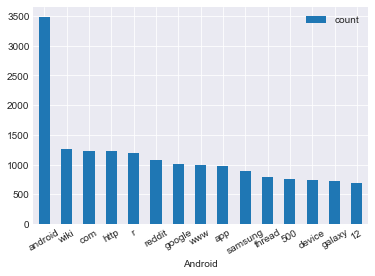 3500
3000
2500
2000
1500
1000
500
0
count
android wiki com http r reddit google www app samsung thread 500 device galaxy 12
Android